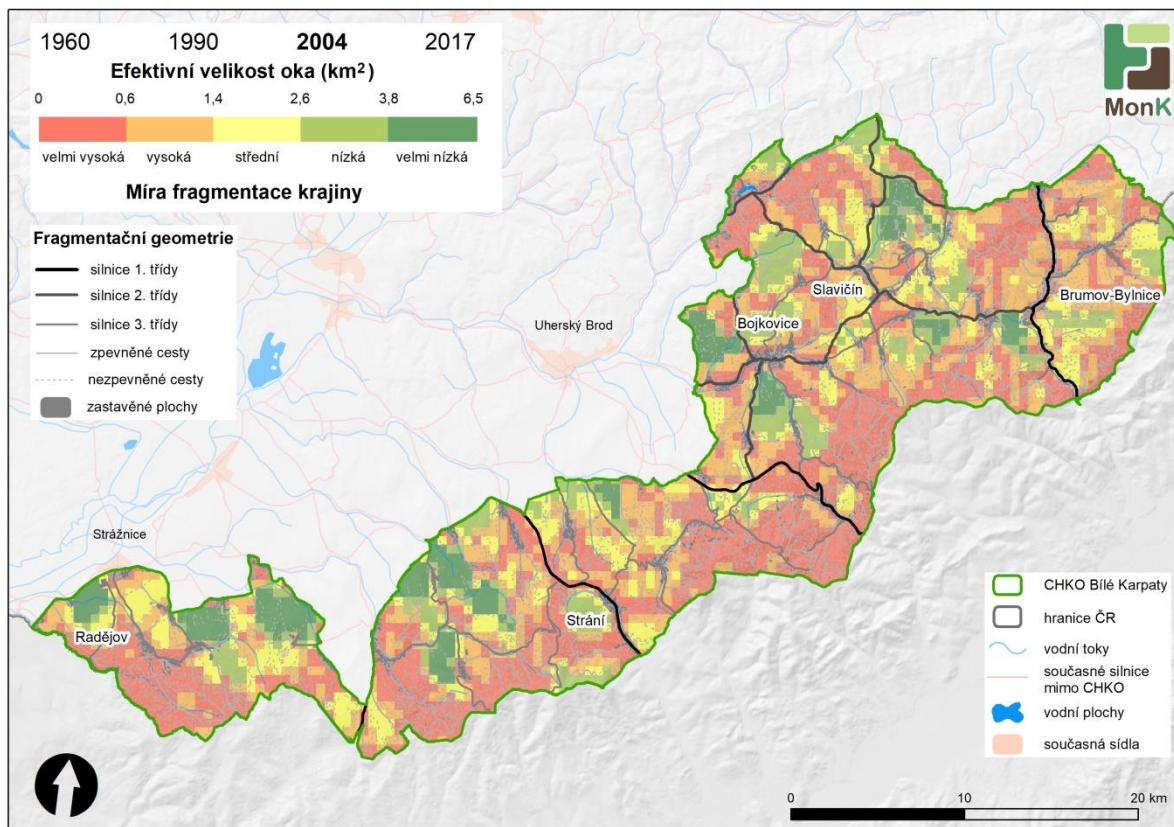 1960 1990 2004 2017
Efektivní velikost oka (km²)
0 0,6 1,4 2,6 3,8 6,5
velmi vysoká vysoká střední nízká velmi nízká
Míra fragmentace krajiny
MonK
Fragmentační geometrie
silnice 1. třídy
silnice 2. třídy
silnice 3. třídy
zpevněné cesty
nezpevněné cesty
zastavěné plochy
Slavičín
Brumov-Bylnice
Uherský Brod
Bojkovice
Strážnice
Radějov
Strání
CHKO Bílé Karpaty
hranice ČR
vodní toky
současné silnice
mimo CHKO
vodní plochy
současná sídla
0 10 20 km